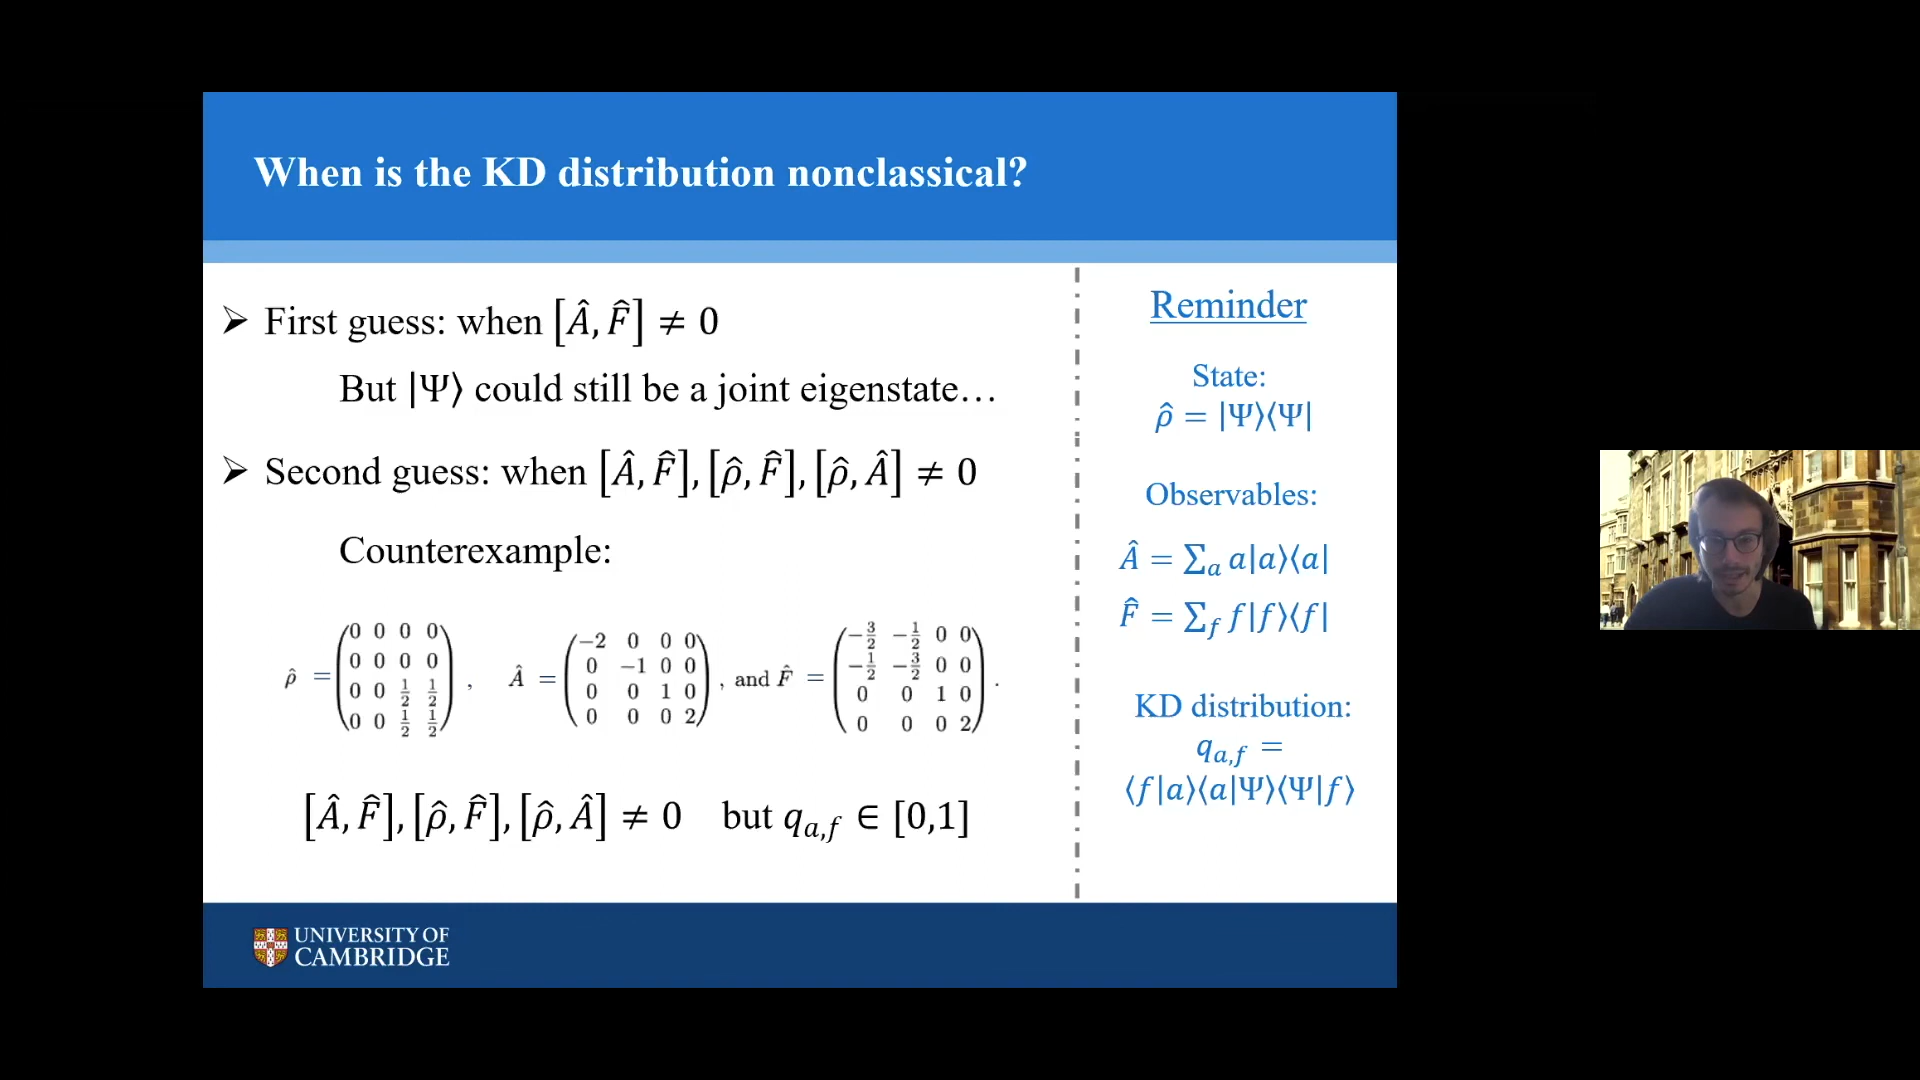 When is the KD distribution nonclassical?
➢ First guess: when [Â, F̂] ≠ 0
But |Ψ⟩ could still be a joint eigenstate…
➢ Second guess: when [Â, F̂], [ρ̂, F̂], [ρ̂, Â] ≠ 0
Counterexample:
ρ̂ = (0 0 0 0; 0 0 0 0; 0 0 1/2 1/2; 0 0 1/2 1/2), Â = (−2 0 0 0; 0 −1 0 0; 0 0 1 0; 0 0 0 2), and F̂ = (−3/2 −1/2 0 0; −1/2 −3/2 0 0; 0 0 1 0; 0 0 0 2).
[Â, F̂], [ρ̂, F̂], [ρ̂, Â] ≠ 0 but q_{a,f} ∈ [0,1]
Reminder
State:
ρ̂ = |Ψ⟩⟨Ψ|
Observables:
Â = ∑_a a|a⟩⟨a|
F̂ = ∑_f f|f⟩⟨f|
KD distribution:
q_{a,f} =
⟨f|a⟩⟨a|Ψ⟩⟨Ψ|f⟩
UNIVERSITY OF
CAMBRIDGE